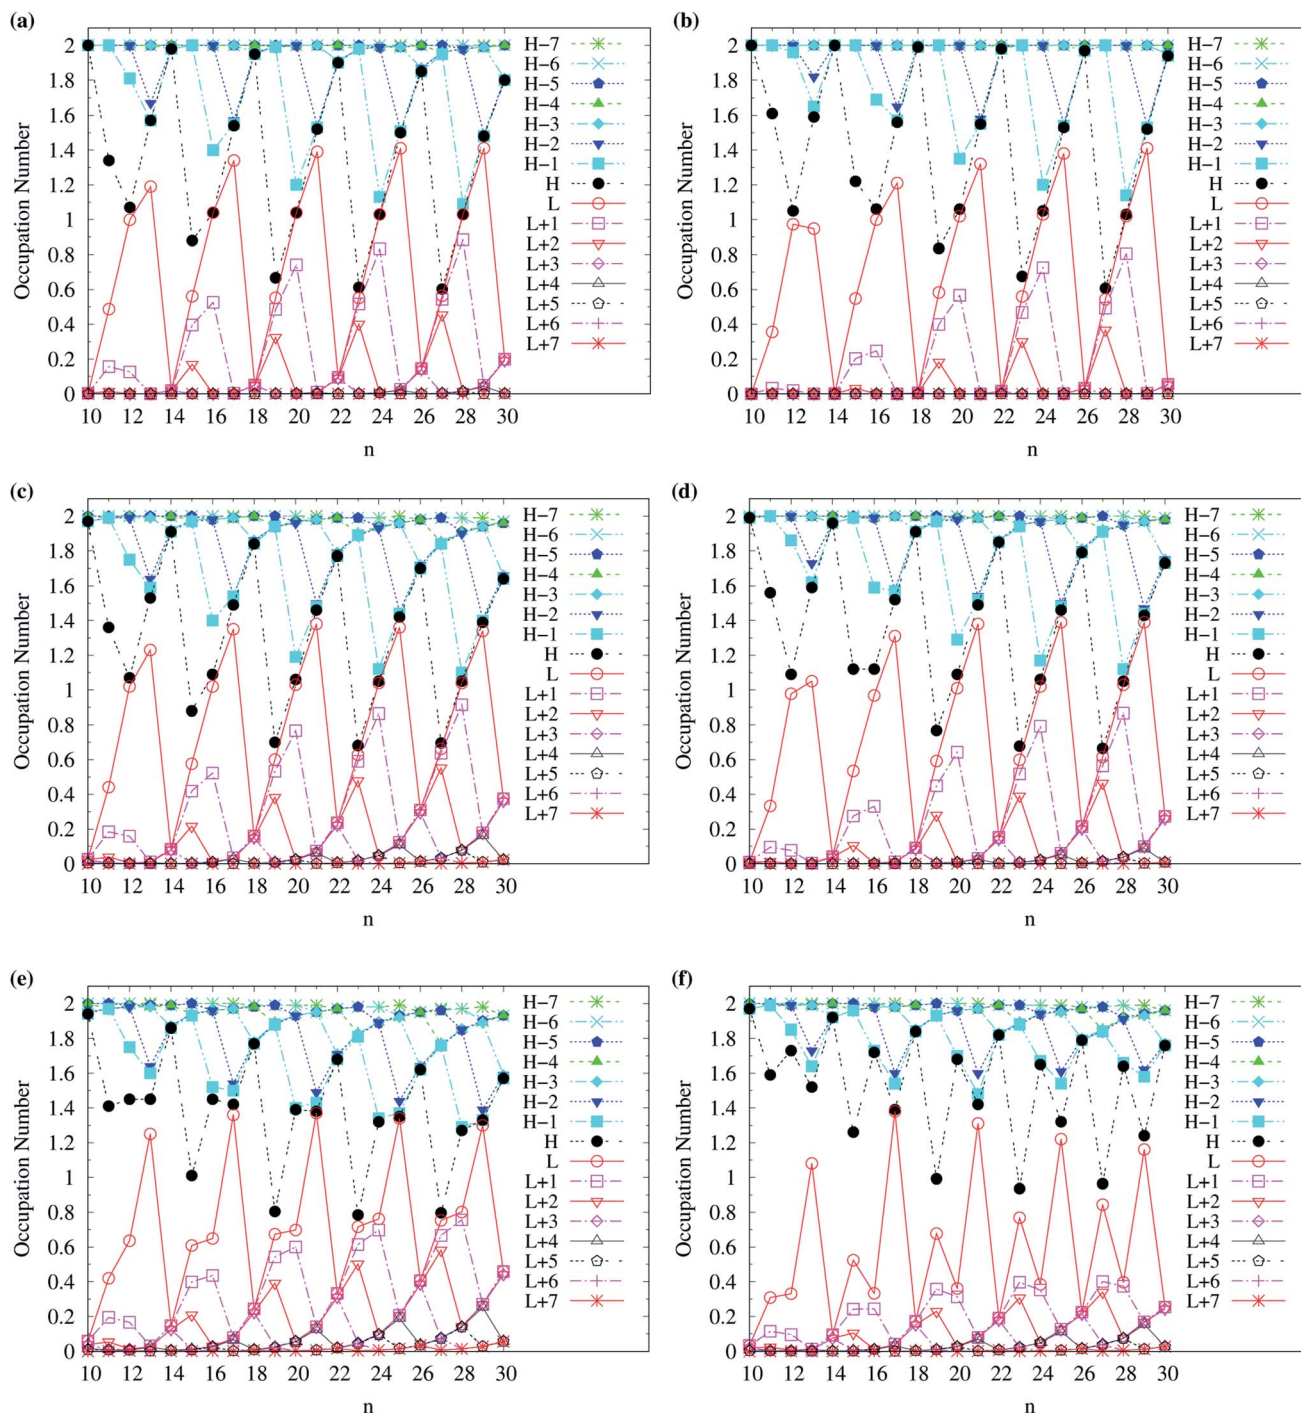 (a)
Occupation Number
2
1.8
1.6
1.4
1.2
1
0.8
0.6
0.4
0.2
0
10 12 14 16 18 20 22 24 26 28 30
n
H−7
H−6
H−5
H−4
H−3
H−2
H−1
H
L
L+1
L+2
L+3
L+4
L+5
L+6
L+7
(b)
Occupation Number
2
1.8
1.6
1.4
1.2
1
0.8
0.6
0.4
0.2
0
10 12 14 16 18 20 22 24 26 28 30
n
H−7
H−6
H−5
H−4
H−3
H−2
H−1
H
L
L+1
L+2
L+3
L+4
L+5
L+6
L+7
(c)
Occupation Number
2
1.8
1.6
1.4
1.2
1
0.8
0.6
0.4
0.2
0
10 12 14 16 18 20 22 24 26 28 30
n
H−7
H−6
H−5
H−4
H−3
H−2
H−1
H
L
L+1
L+2
L+3
L+4
L+5
L+6
L+7
(d)
Occupation Number
2
1.8
1.6
1.4
1.2
1
0.8
0.6
0.4
0.2
0
10 12 14 16 18 20 22 24 26 28 30
n
H−7
H−6
H−5
H−4
H−3
H−2
H−1
H
L
L+1
L+2
L+3
L+4
L+5
L+6
L+7
(e)
Occupation Number
2
1.8
1.6
1.4
1.2
1
0.8
0.6
0.4
0.2
0
10 12 14 16 18 20 22 24 26 28 30
n
H−7
H−6
H−5
H−4
H−3
H−2
H−1
H
L
L+1
L+2
L+3
L+4
L+5
L+6
L+7
(f)
Occupation Number
2
1.8
1.6
1.4
1.2
1
0.8
0.6
0.4
0.2
0
10 12 14 16 18 20 22 24 26 28 30
n
H−7
H−6
H−5
H−4
H−3
H−2
H−1
H
L
L+1
L+2
L+3
L+4
L+5
L+6
L+7